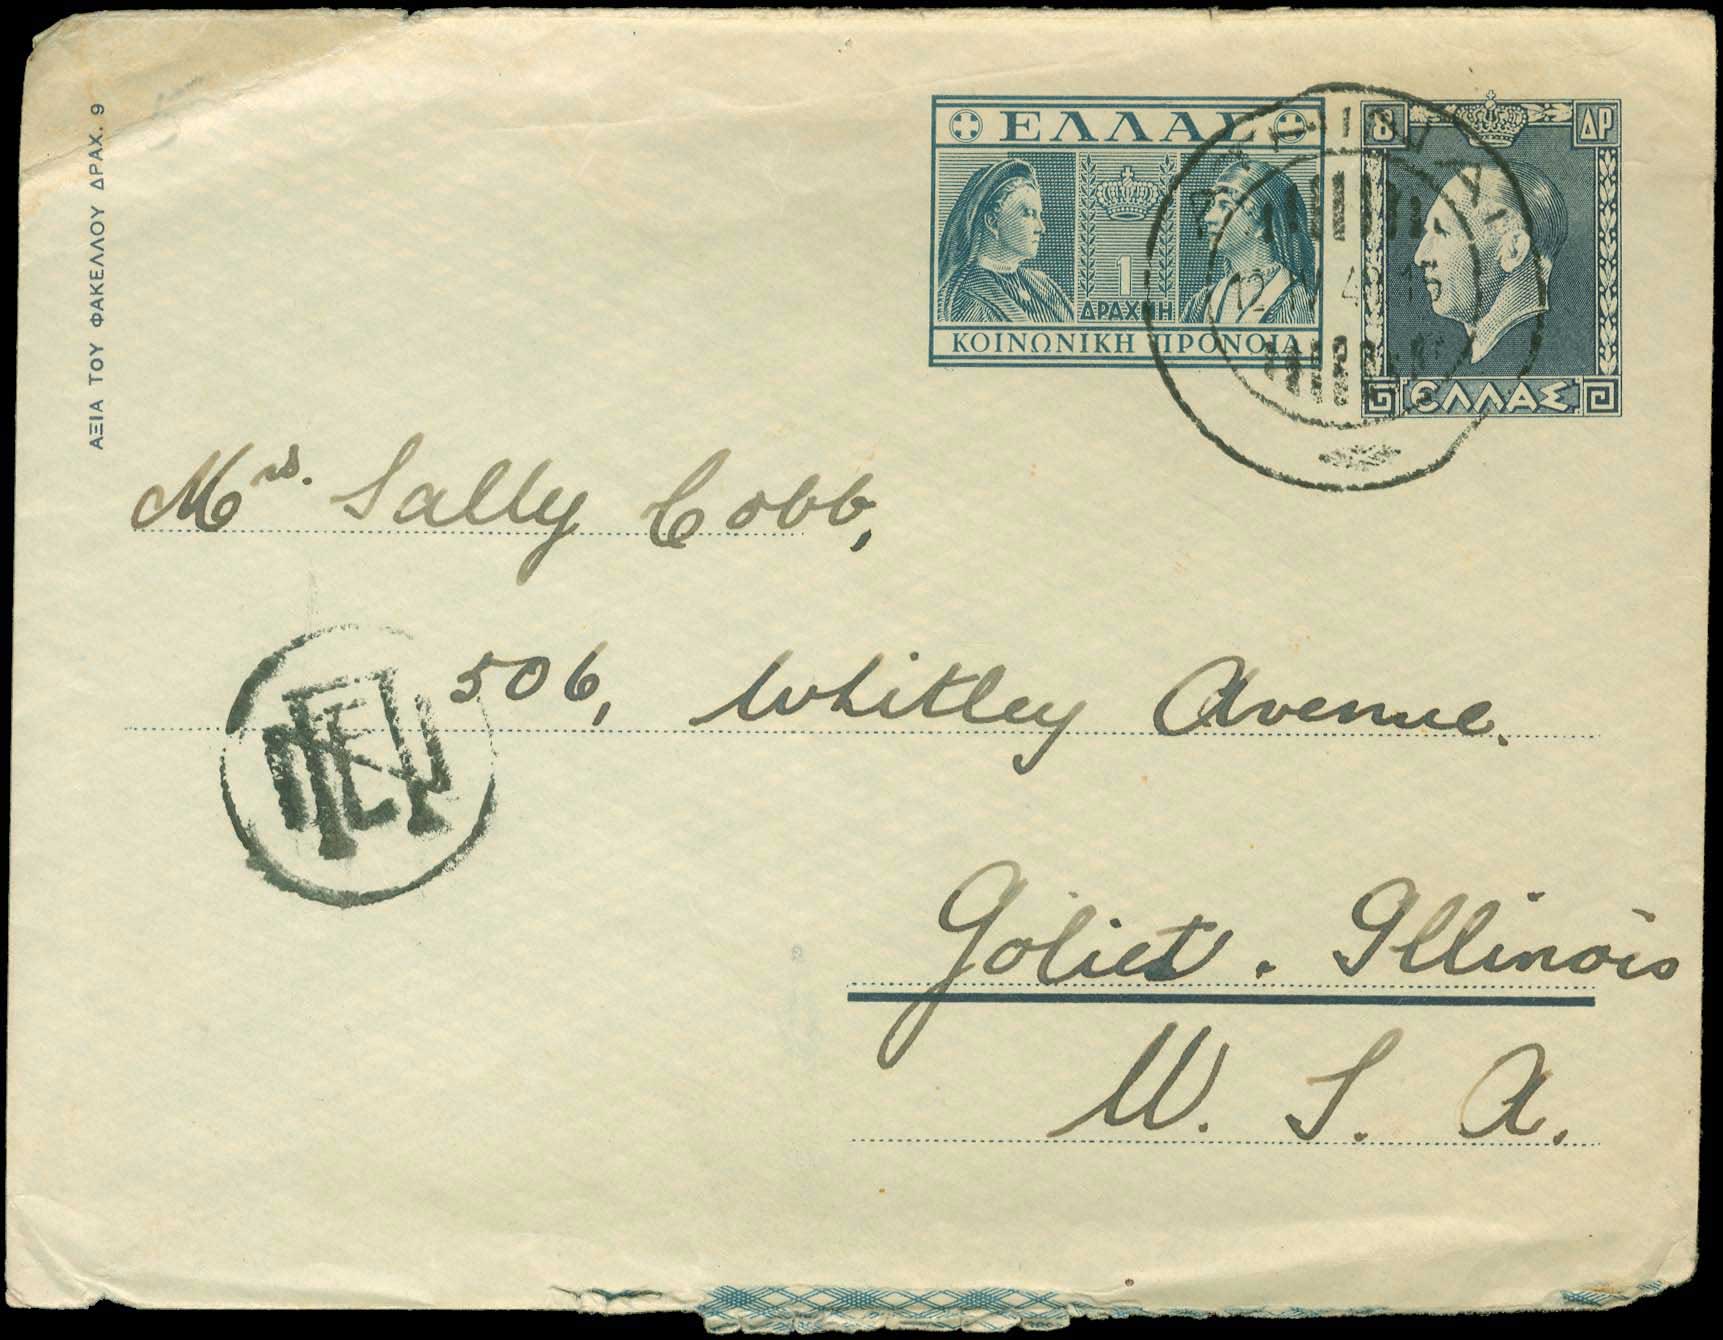 ΑΞΙΑ ΤΟΥ ΦΑΚΕΛΛΟΥ ΔΡΑΧ. 9
ΕΛΛΑΣ
1
ΔΡΑΧΜΗ
ΚΟΙΝΩΝΙΚΗ ΠΡΟΝΟΙΑ
8 ΔΡ
ΕΛΛΑΣ
Mrs. Sally Cobb,
506, Whitley Avenue.
Joliet. Illinois
U. S. A.